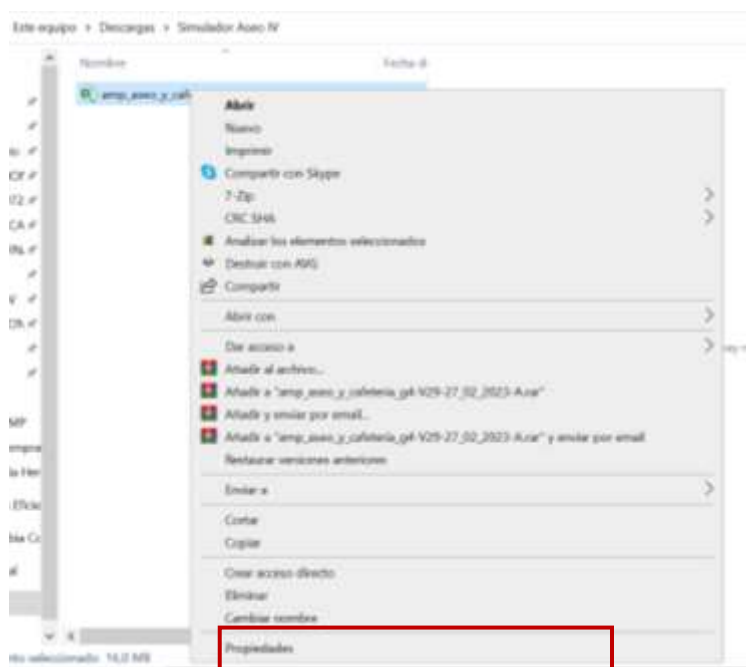 Este equipo > Descargas > Simulador Aseo IV
Nombre
Fecha d
amp_aseo_y_cafe
Abrir
Nuevo
Imprimir
Compartir con Skype
7-Zip
CRC SHA
Analizar los elementos seleccionados
Destruir con AVG
Compartir
Abrir con
Dar acceso a
Añadir al archivo...
Añadir a "amp_aseo_y_cafeteria_g4-V29-27_02_2023-A.rar"
Añadir y enviar por email...
Añadir a "amp_aseo_y_cafeteria_g4-V29-27_02_2023-A.rar" y enviar por email
Restaurar versiones anteriores
Enviar a
Cortar
Copiar
Crear acceso directo
Eliminar
Cambiar nombre
Propiedades